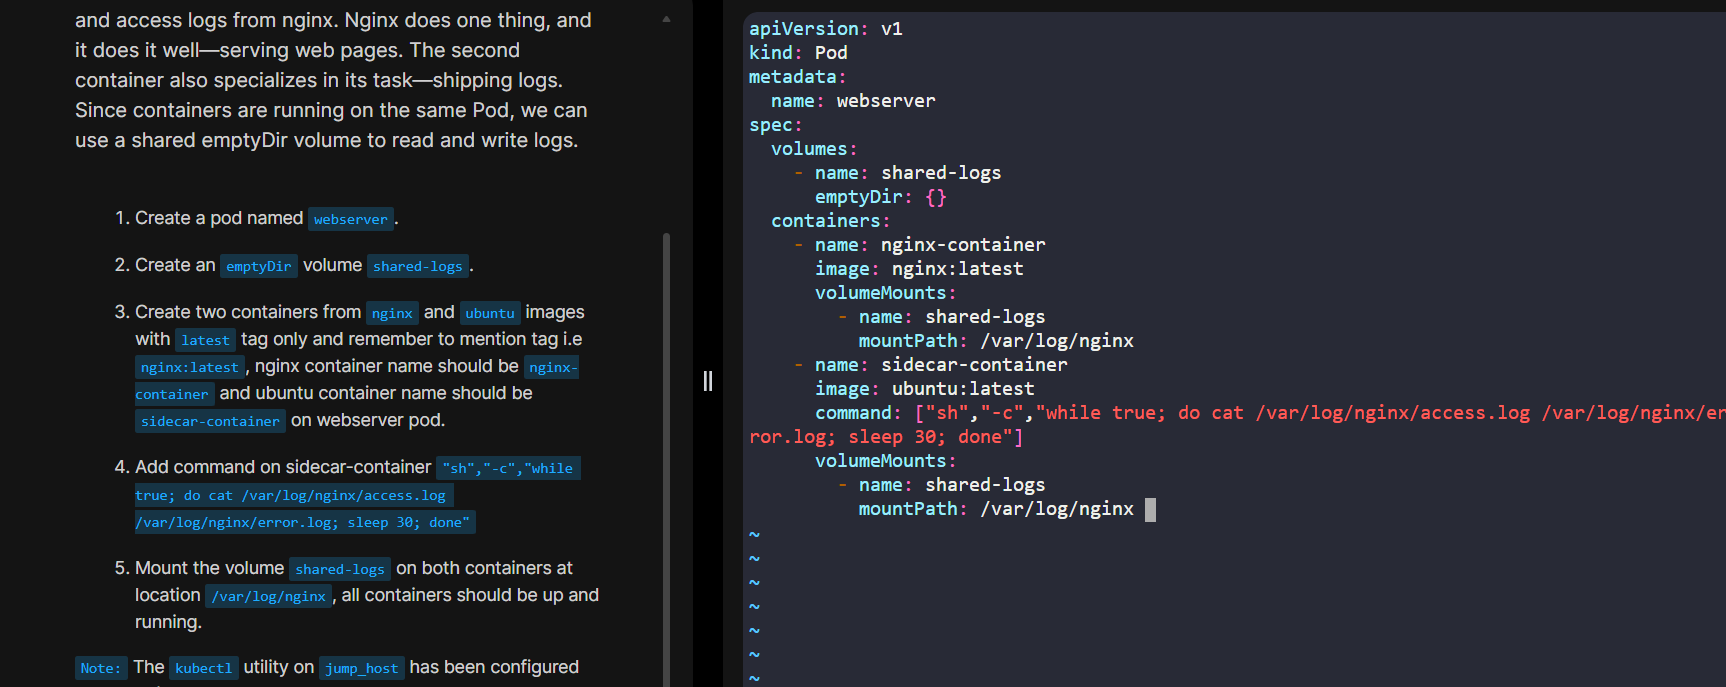 and access logs from nginx. Nginx does one thing, and
it does it well—serving web pages. The second
container also specializes in its task—shipping logs.
Since containers are running on the same Pod, we can
use a shared emptyDir volume to read and write logs.
1. Create a pod named webserver.
2. Create an emptyDir volume shared-logs.
3. Create two containers from nginx and ubuntu images
with latest tag only and remember to mention tag i.e
nginx:latest, nginx container name should be nginx-
container and ubuntu container name should be
sidecar-container on webserver pod.
4. Add command on sidecar-container "sh","-c","while
true; do cat /var/log/nginx/access.log
/var/log/nginx/error.log; sleep 30; done"
5. Mount the volume shared-logs on both containers at
location /var/log/nginx, all containers should be up and
running.
Note: The kubectl utility on jump_host has been configured
apiVersion: v1
kind: Pod
metadata:
  name: webserver
spec:
  volumes:
    - name: shared-logs
      emptyDir: {}
  containers:
    - name: nginx-container
      image: nginx:latest
      volumeMounts:
        - name: shared-logs
          mountPath: /var/log/nginx
    - name: sidecar-container
      image: ubuntu:latest
      command: ["sh","-c","while true; do cat /var/log/nginx/access.log /var/log/nginx/er
ror.log; sleep 30; done"]
      volumeMounts:
        - name: shared-logs
          mountPath: /var/log/nginx
~
~
~
~
~
~
~